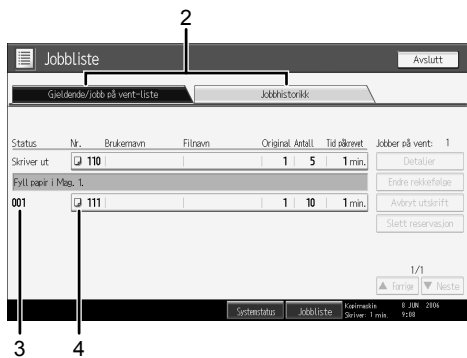 2
Jobbliste
Avslutt
Gjeldende/jobb på vent-liste
Jobbhistorikk
Status Nr. Brukernavn Filnavn Original Antall Tid påkrevet Jobber på vent: 1
Skriver ut 110 1 5 1 min. Detaljer
Fyll papir i Mag. 1. Endre rekkefølge
001 111 1 10 1 min. Avbryt utskrift
Slett reservasjon
1/1
▲ Forrige ▼ Neste
Systemstatus Jobbliste Kopimaskin 8 JUN 2006
Skriver: 1 min. 9:08
3 4